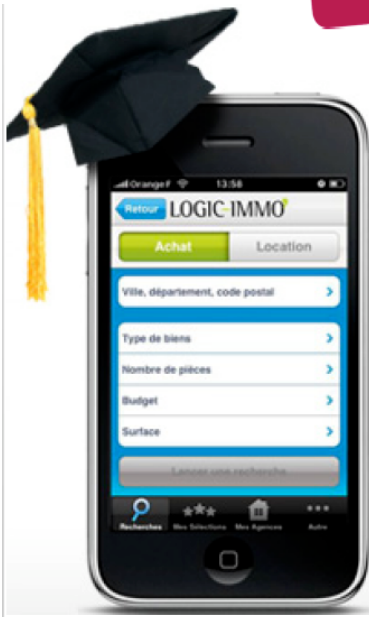 Orange F 13:58
Retour LOGIC-IMMO
Achat Location
Ville, département, code postal
Type de biens
Nombre de pièces
Budget
Surface
Lancer une recherche
Recherches Mes Sélections Mes Agences Autre